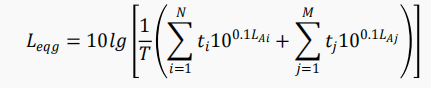 $L_{eqg} = 10lg\left[\frac{1}{T}\left(\sum_{i=1}^{N} t_i 10^{0.1L_{Ai}} + \sum_{j=1}^{M} t_j 10^{0.1L_{Aj}}\right)\right]$